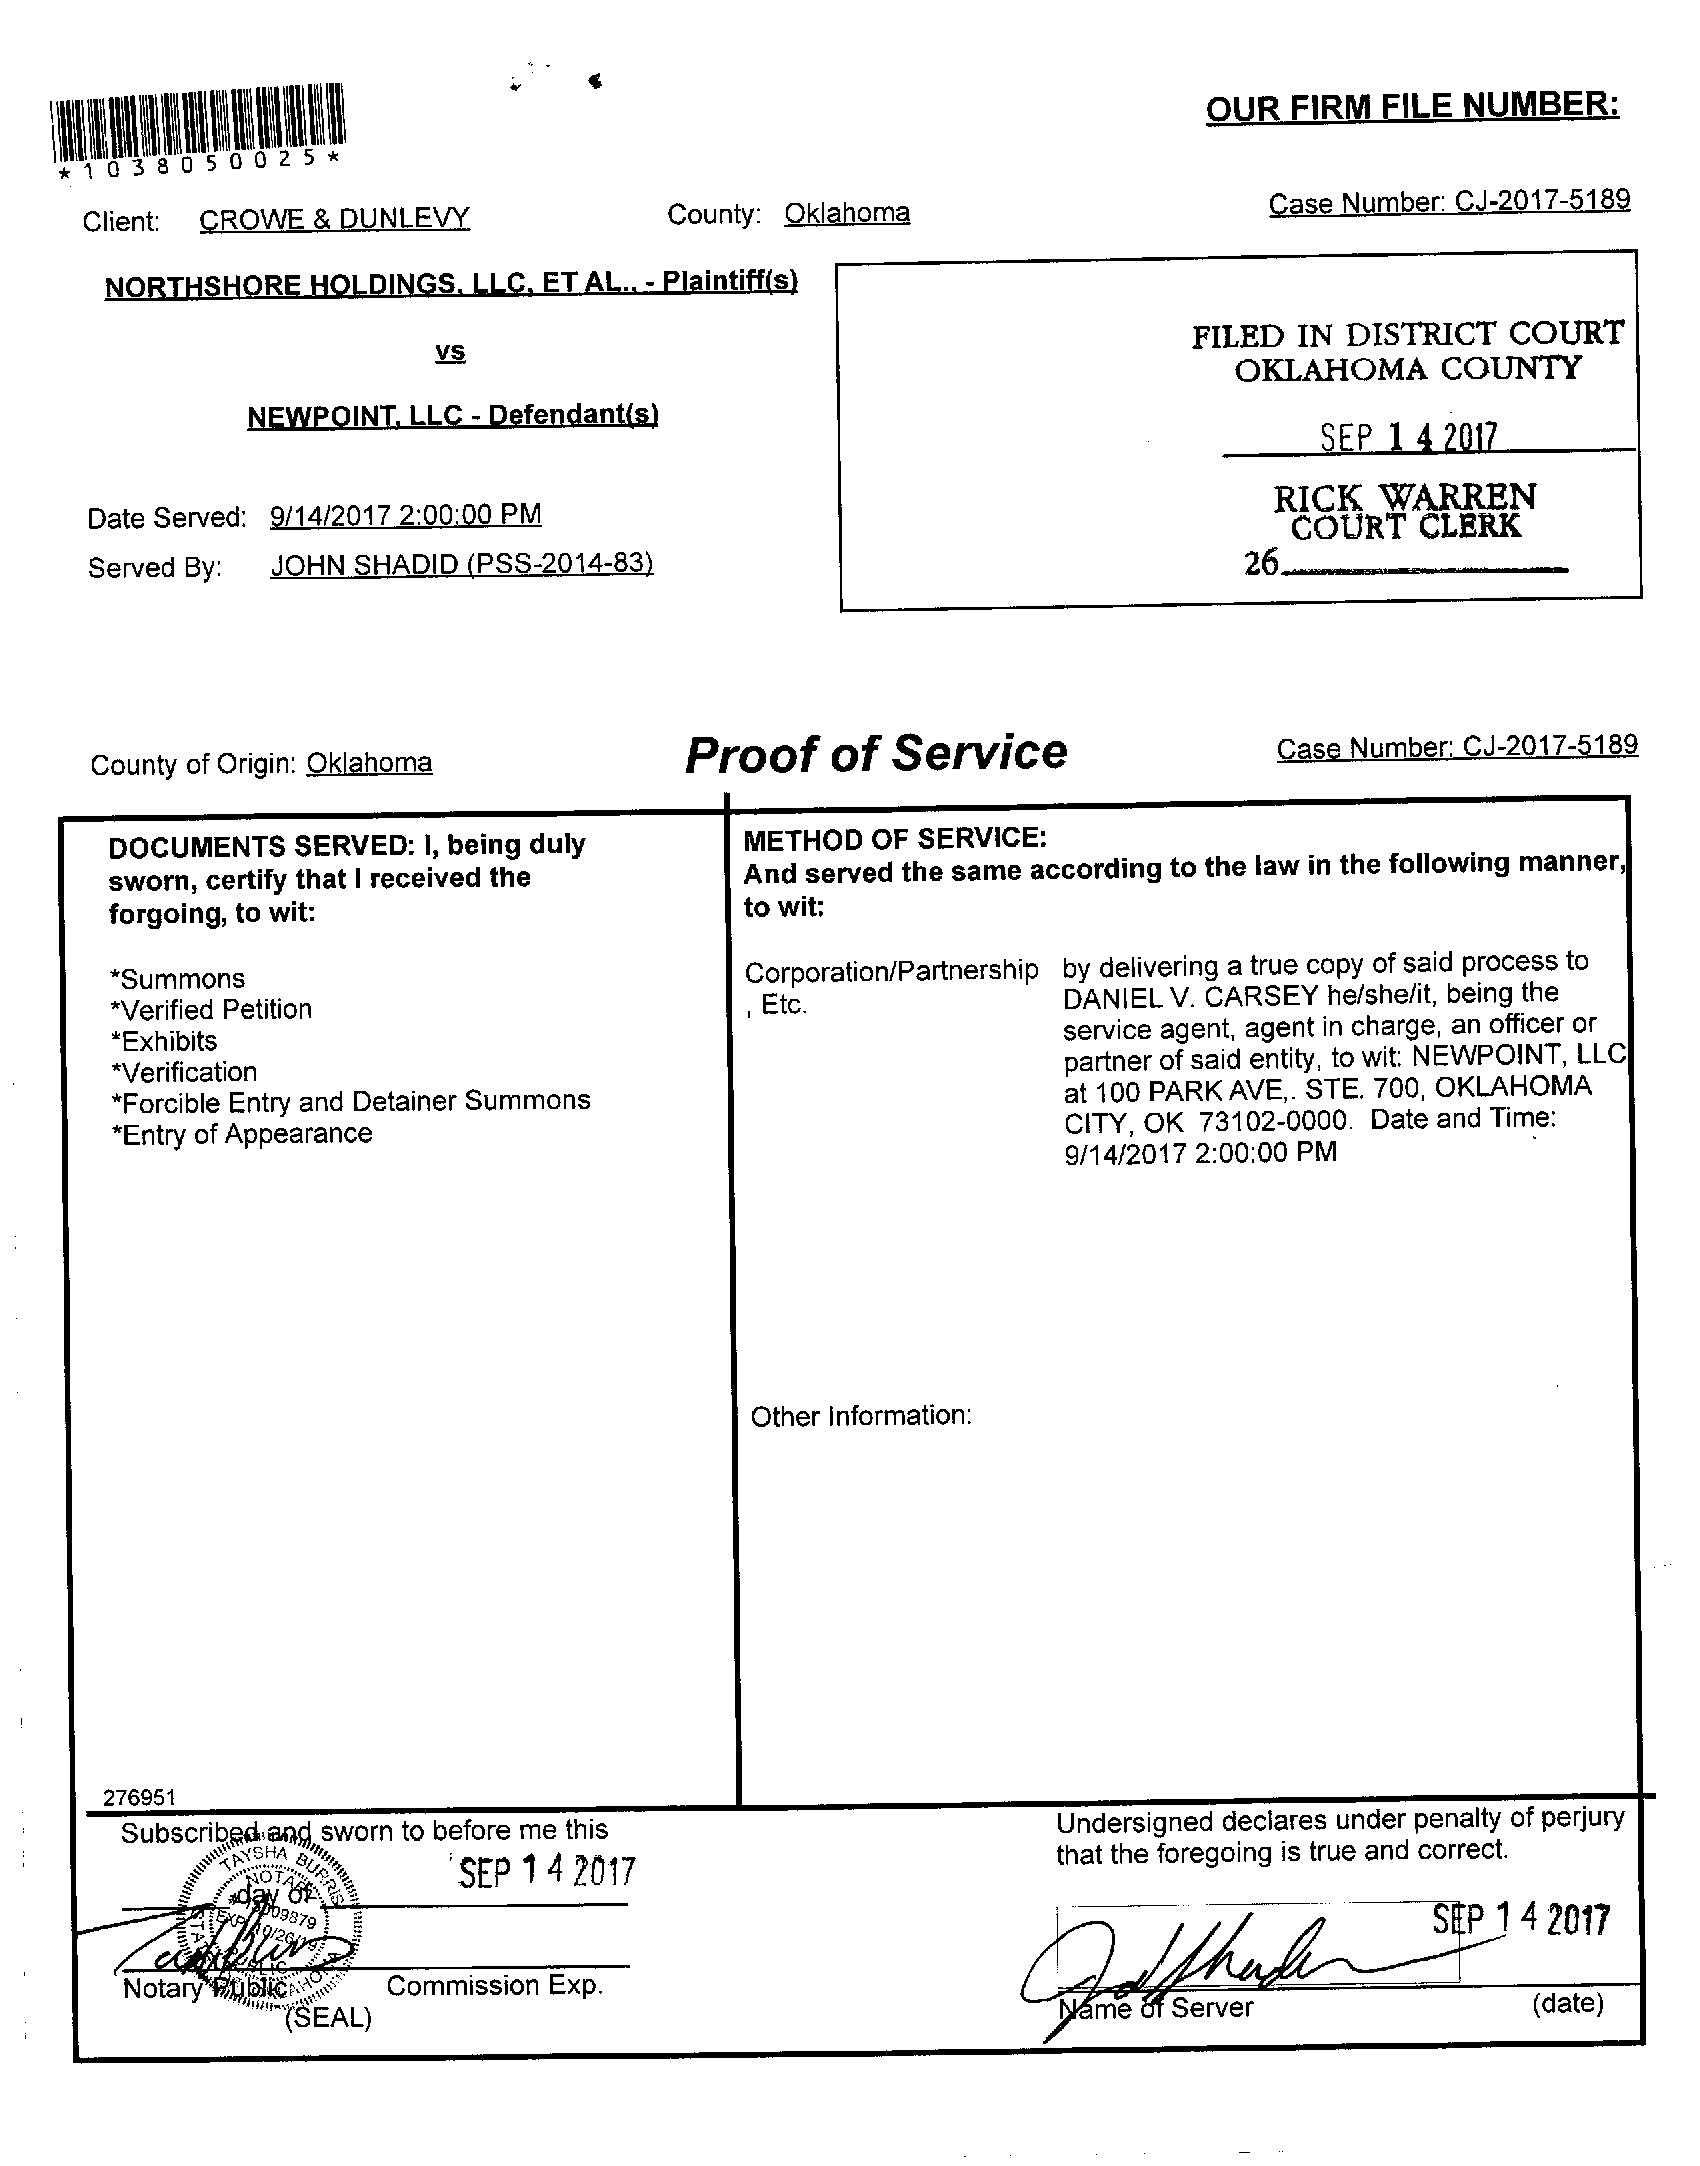 OUR FIRM FILE NUMBER:
*1038050025*
Client: CROWE & DUNLEVY County: Oklahoma Case Number: CJ-2017-5189
NORTHSHORE HOLDINGS, LLC, ET AL., - Plaintiff(s)
vs
NEWPOINT, LLC - Defendant(s)
Date Served: 9/14/2017 2:00:00 PM
Served By: JOHN SHADID (PSS-2014-83)
FILED IN DISTRICT COURT
OKLAHOMA COUNTY
SEP 14 2017
RICK WARREN
COURT CLERK
26
County of Origin: Oklahoma Proof of Service Case Number: CJ-2017-5189
DOCUMENTS SERVED: I, being duly
sworn, certify that I received the
forgoing, to wit:
*Summons
*Verified Petition
*Exhibits
*Verification
*Forcible Entry and Detainer Summons
*Entry of Appearance
276951
METHOD OF SERVICE:
And served the same according to the law in the following manner,
to wit:
Corporation/Partnership
, Etc.
by delivering a true copy of said process to
DANIEL V. CARSEY he/she/it, being the
service agent, agent in charge, an officer or
partner of said entity, to wit: NEWPOINT, LLC
at 100 PARK AVE,. STE. 700, OKLAHOMA
CITY, OK 73102-0000. Date and Time:
9/14/2017 2:00:00 PM
Other Information:
Subscribed and sworn to before me this
SEP 14 2017
day of
TAYSHA BURRIS
NOTARY
Notary Public Commission Exp.
(SEAL)
Undersigned declares under penalty of perjury
that the foregoing is true and correct.
SEP 14 2017
Name of Server (date)